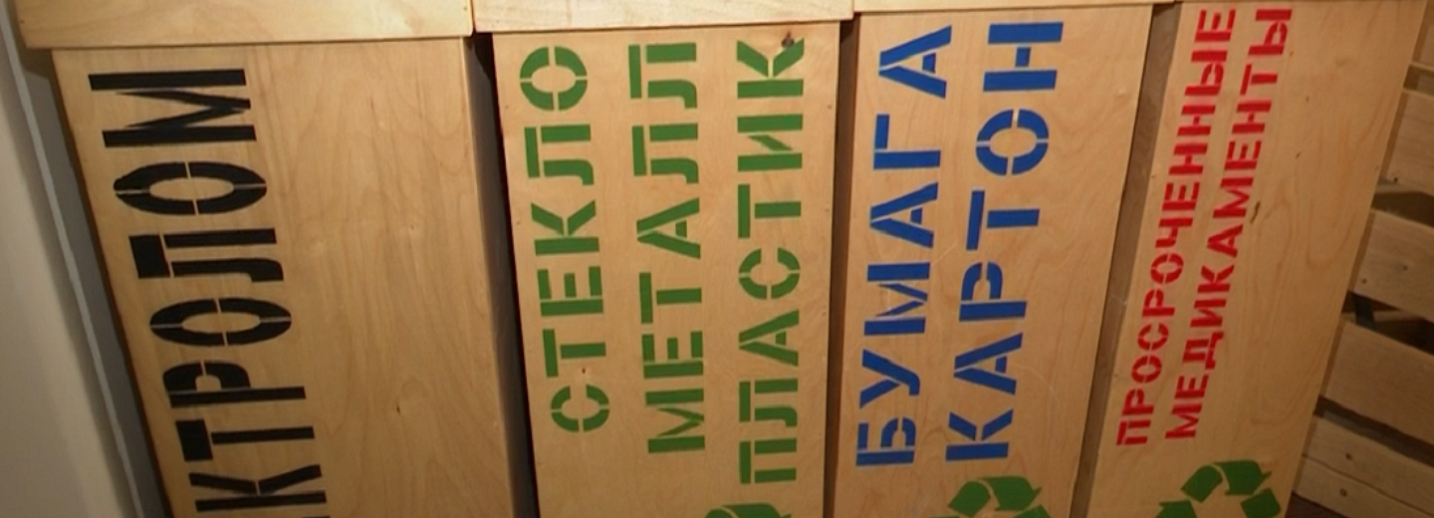 КТРОЛОМ
СТЕКЛО
МЕТАЛЛ
ПЛАСТИК
БУМАГА
КАРТОН
ПРОСРОЧЕННЫЕ
МЕДИКАМЕНТЫ